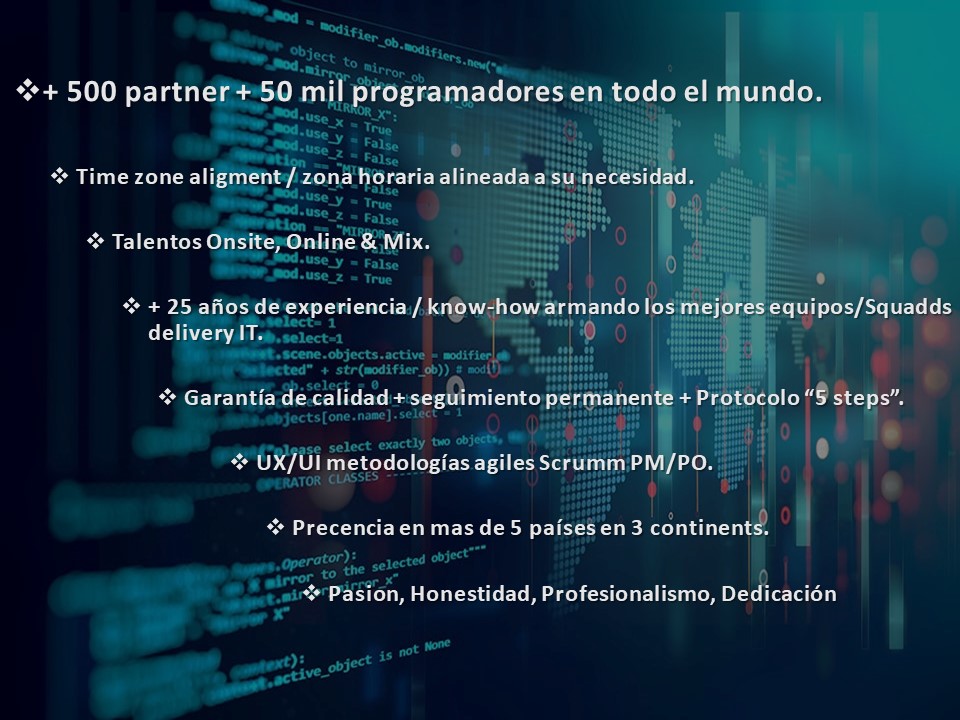 ❖+ 500 partner + 50 mil programadores en todo el mundo.
❖ Time zone aligment / zona horaria alineada a su necesidad.
❖ Talentos Onsite, Online & Mix.
❖ + 25 años de experiencia / know-how armando los mejores equipos/Squadds
delivery IT.
❖ Garantía de calidad + seguimiento permanente + Protocolo “5 steps”.
❖ UX/UI metodologías agiles Scrumm PM/PO.
❖ Precencia en mas de 5 países en 3 continents.
❖ Pasion, Honestidad, Profesionalismo, Dedicación